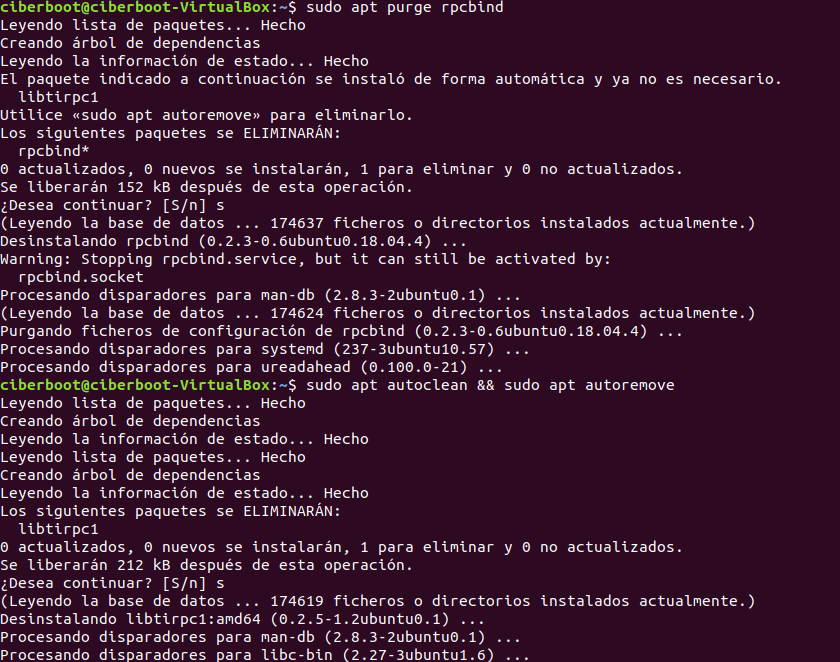 ciberboot@ciberboot-VirtualBox:~$ sudo apt purge rpcbind
Leyendo lista de paquetes... Hecho
Creando árbol de dependencias
Leyendo la información de estado... Hecho
El paquete indicado a continuación se instaló de forma automática y ya no es necesario.
  libtirpc1
Utilice «sudo apt autoremove» para eliminarlo.
Los siguientes paquetes se ELIMINARÁN:
  rpcbind*
0 actualizados, 0 nuevos se instalarán, 1 para eliminar y 0 no actualizados.
Se liberarán 152 kB después de esta operación.
¿Desea continuar? [S/n] s
(Leyendo la base de datos ... 174637 ficheros o directorios instalados actualmente.)
Desinstalando rpcbind (0.2.3-0.6ubuntu0.18.04.4) ...
Warning: Stopping rpcbind.service, but it can still be activated by:
  rpcbind.socket
Procesando disparadores para man-db (2.8.3-2ubuntu0.1) ...
(Leyendo la base de datos ... 174624 ficheros o directorios instalados actualmente.)
Purgando ficheros de configuración de rpcbind (0.2.3-0.6ubuntu0.18.04.4) ...
Procesando disparadores para systemd (237-3ubuntu10.57) ...
Procesando disparadores para ureadahead (0.100.0-21) ...
ciberboot@ciberboot-VirtualBox:~$ sudo apt autoclean && sudo apt autoremove
Leyendo lista de paquetes... Hecho
Creando árbol de dependencias
Leyendo la información de estado... Hecho
Leyendo lista de paquetes... Hecho
Creando árbol de dependencias
Leyendo la información de estado... Hecho
Los siguientes paquetes se ELIMINARÁN:
  libtirpc1
0 actualizados, 0 nuevos se instalarán, 1 para eliminar y 0 no actualizados.
Se liberarán 212 kB después de esta operación.
¿Desea continuar? [S/n] s
(Leyendo la base de datos ... 174619 ficheros o directorios instalados actualmente.)
Desinstalando libtirpc1:amd64 (0.2.5-1.2ubuntu0.1) ...
Procesando disparadores para man-db (2.8.3-2ubuntu0.1) ...
Procesando disparadores para libc-bin (2.27-3ubuntu1.6) ...